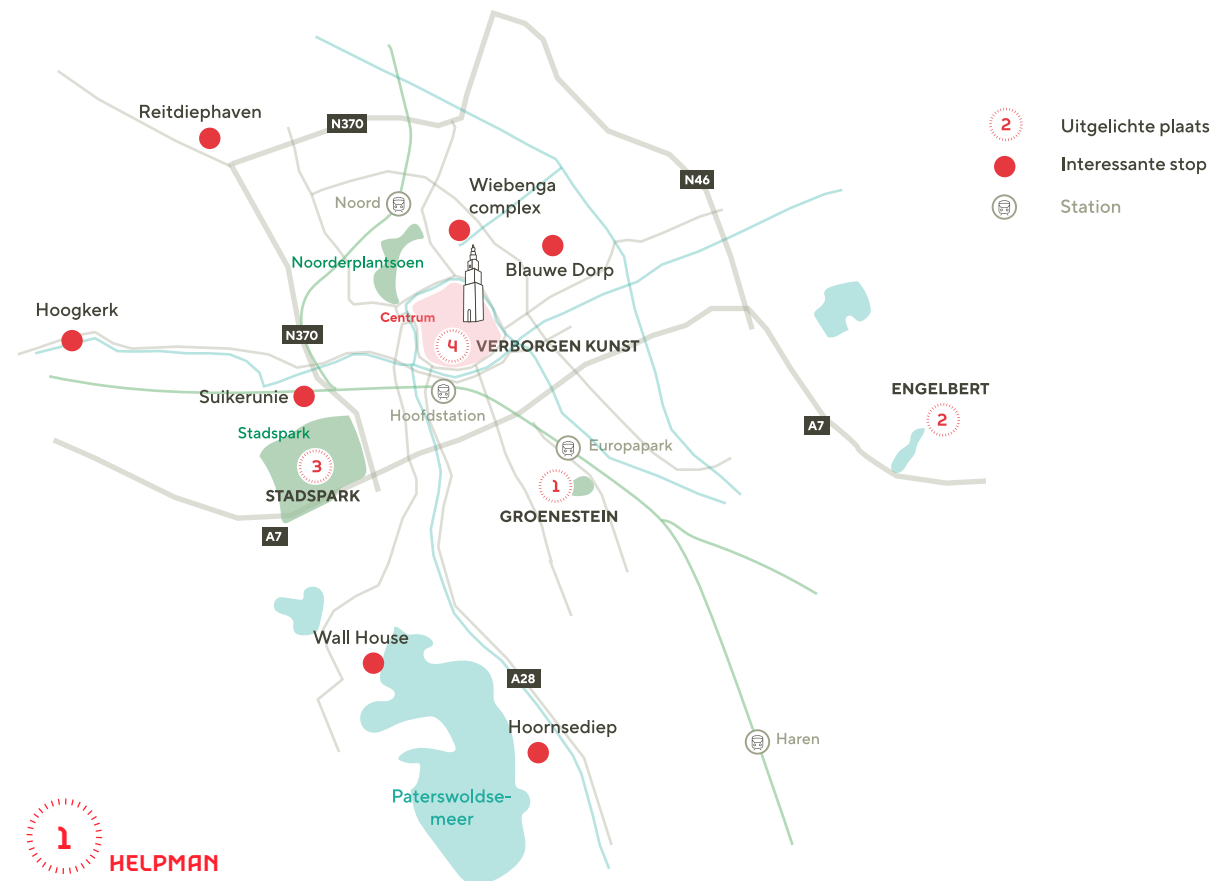 Reitdiephaven
N370
2
Uitgelichte plaats
Interessante stop
Station
N46
Wiebenga
complex
Noord
Noorderplantsoen
Blauwe Dorp
Hoogkerk
Centrum
N370
4
VERBORGEN KUNST
Suikerunie
Hoofdstation
ENGELBERT
2
A7
Stadspark
3
STADSPARK
Europapark
1
GROENESTEIN
A7
Wall House
A28
Hoornsediep
Haren
Paterswoldse-
meer
1
HELPMAN